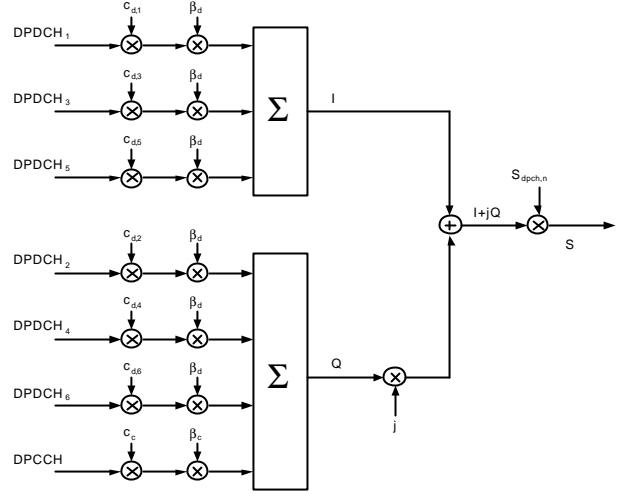 c_d,1 β_d
DPDCH_1
Σ
c_d,3 β_d
DPDCH_3
I
c_d,5 β_d
DPDCH_5
S_dpch,n
I+jQ
S
c_d,2 β_d
DPDCH_2
c_d,4 β_d
DPDCH_4
Σ
Q
c_d,6 β_d
DPDCH_6
j
c_c β_c
DPCCH